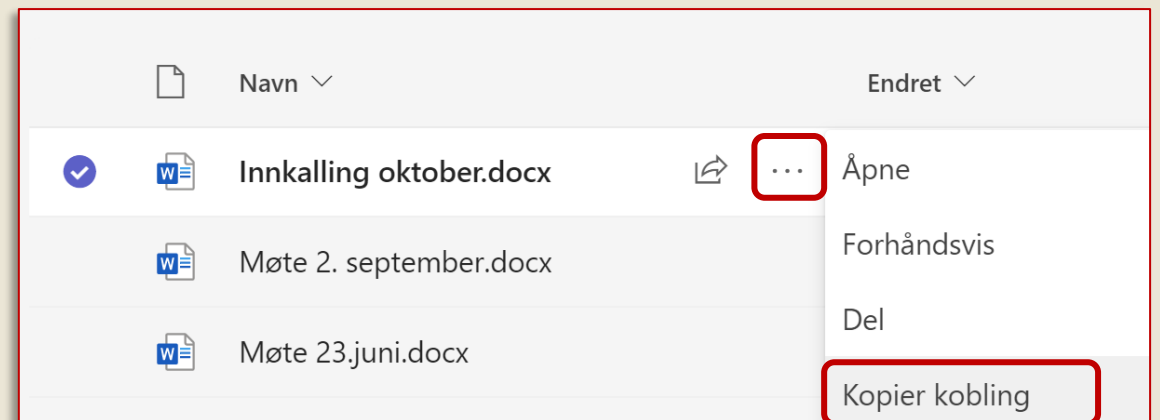 Navn Endret
Innkalling oktober.docx ... Åpne
Møte 2. september.docx Forhåndsvis
Del
Møte 23.juni.docx
Kopier kobling